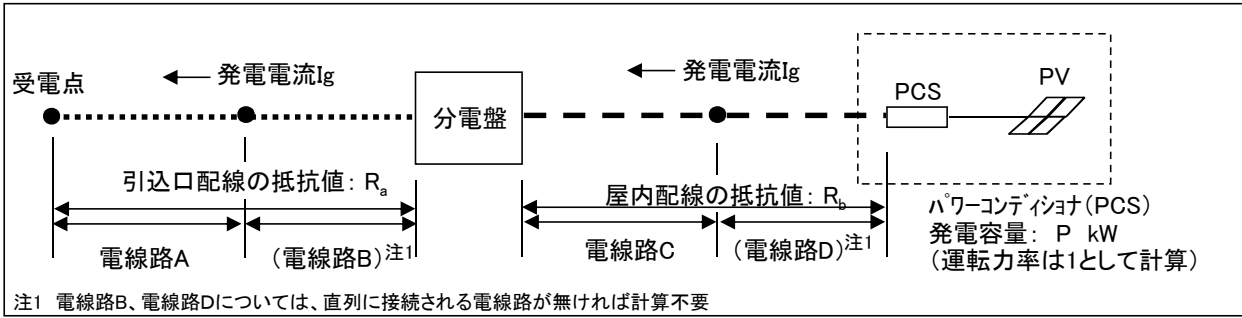 受電点
発電電流Ig
分電盤
発電電流Ig
PCS
PV
引込口配線の抵抗値: Ra
屋内配線の抵抗値: Rb
電線路A
(電線路B)注1
電線路C
(電線路D)注1
ﾊﾟﾜｰｺﾝﾃﾞｨｼｮﾅ(PCS)
発電容量: P kW
(運転力率は1として計算)
注1 電線路B、電線路Dについては、直列に接続される電線路が無ければ計算不要